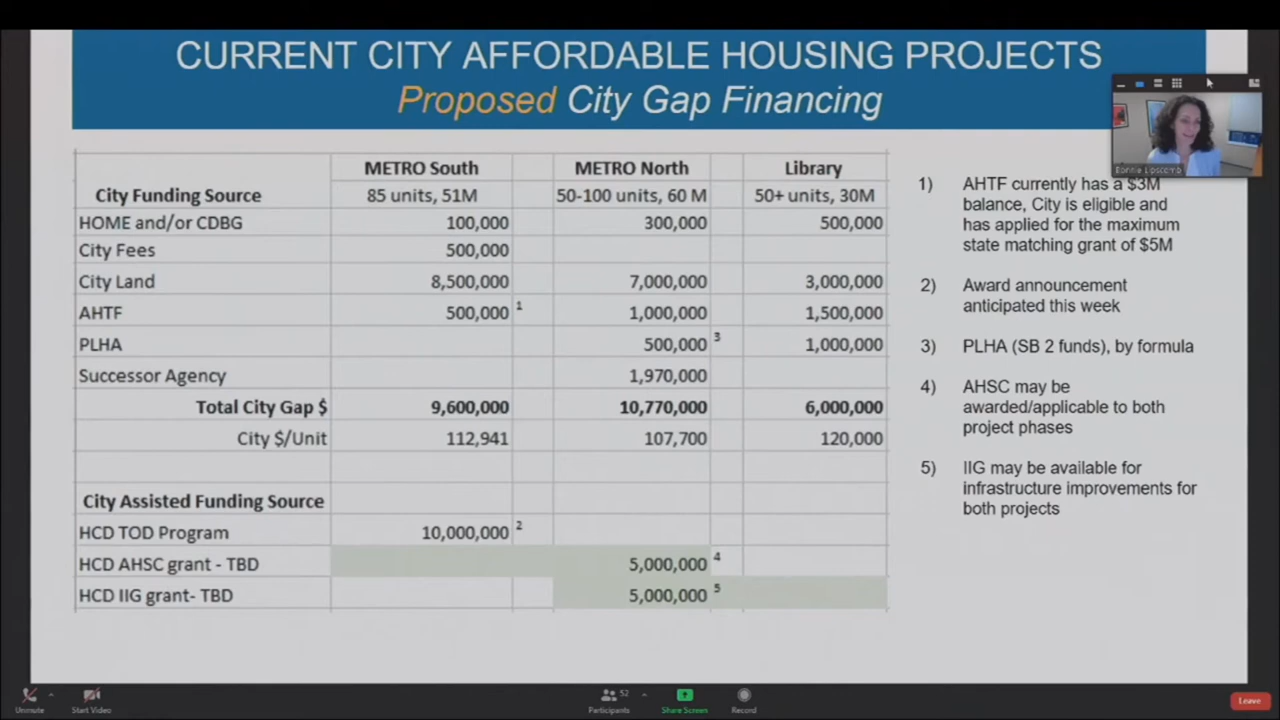 CURRENT CITY AFFORDABLE HOUSING PROJECTS
Proposed City Gap Financing
METRO South METRO North Library
City Funding Source 85 units, 51M 50-100 units, 60 M 50+ units, 30M
HOME and/or CDBG 100,000 300,000 500,000
City Fees 500,000
City Land 8,500,000 7,000,000 3,000,000
AHTF 500,000 1 1,000,000 1,500,000
PLHA 500,000 3 1,000,000
Successor Agency 1,970,000
Total City Gap $ 9,600,000 10,770,000 6,000,000
City $/Unit 112,941 107,700 120,000
City Assisted Funding Source
HCD TOD Program 10,000,000 2
HCD AHSC grant - TBD 5,000,000 4
HCD IIG grant- TBD 5,000,000 5
1) AHTF currently has a $3M
balance, City is eligible and
has applied for the maximum
state matching grant of $5M
2) Award announcement
anticipated this week
3) PLHA (SB 2 funds), by formula
4) AHSC may be
awarded/applicable to both
project phases
5) IIG may be available for
infrastructure improvements for
both projects
Bonnie Lipscomb
Unmute Start Video Participants 52 Share Screen Record Leave